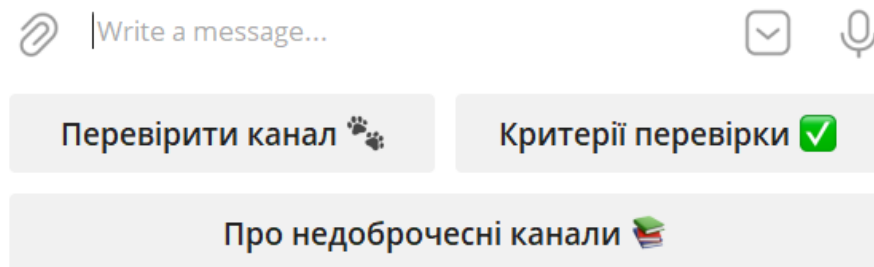 Write a message...
Перевірити канал 🐾
Критерії перевірки ✅
Про недоброчесні канали 📚